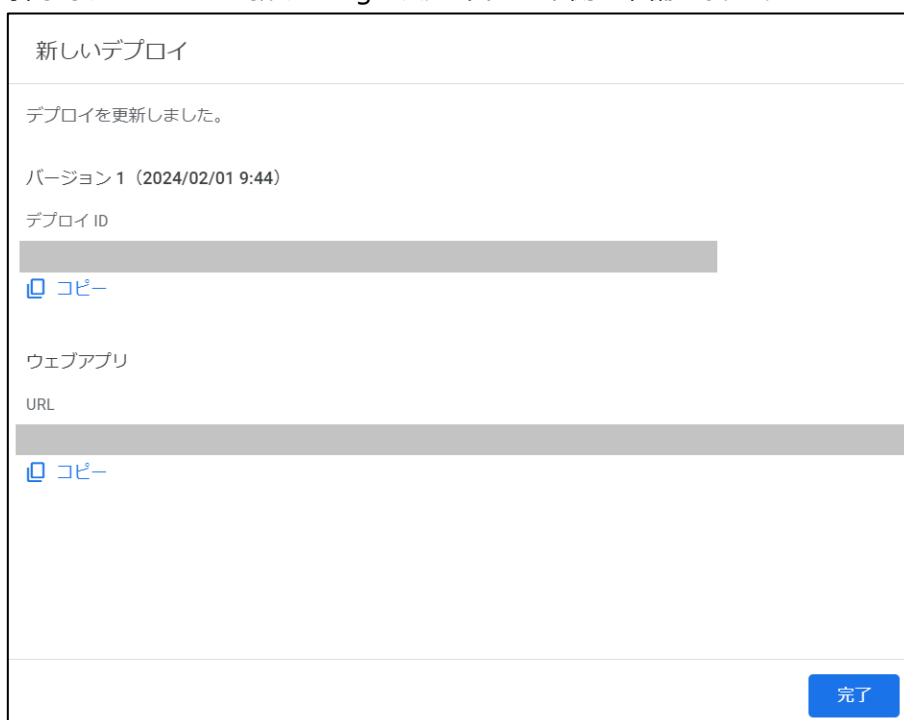 新しいデプロイ
デプロイを更新しました。
バージョン 1（2024/02/01 9:44）
デプロイ ID
コピー
ウェブアプリ
URL
コピー
完了